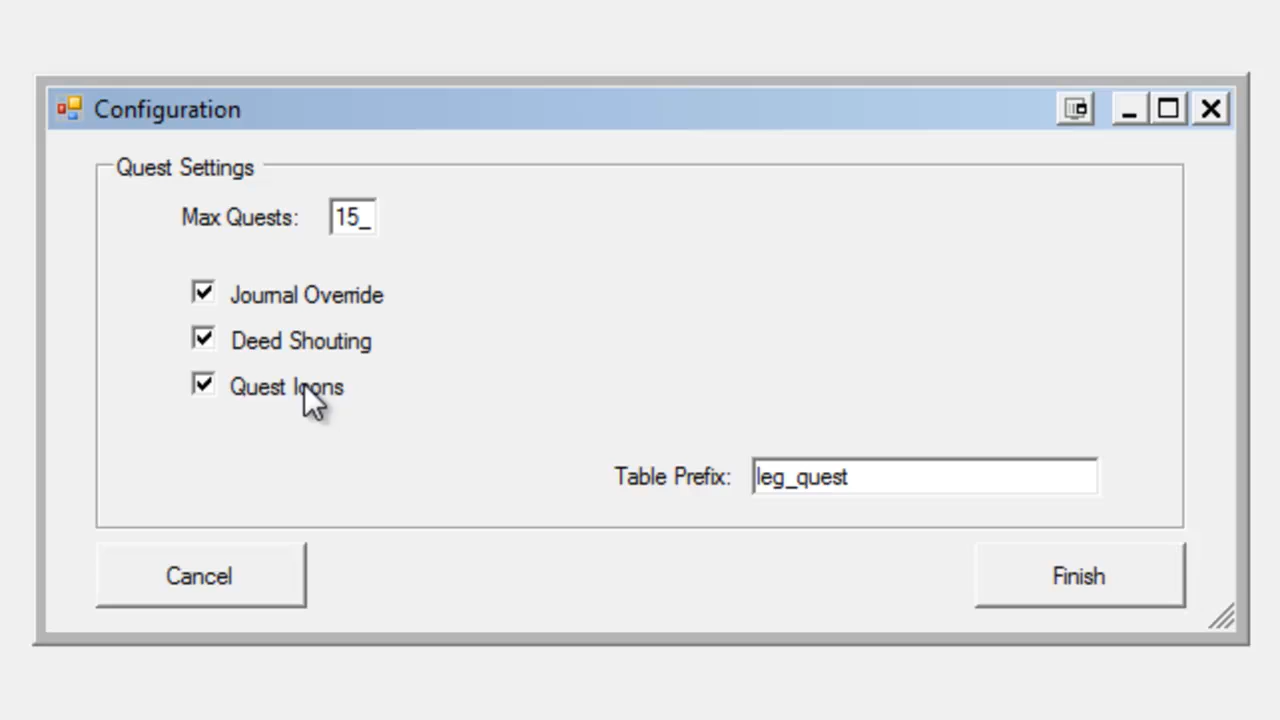 Configuration
Quest Settings
Max Quests: 15_
Journal Override
Deed Shouting
Quest Icons
Table Prefix: leg_quest
Cancel
Finish